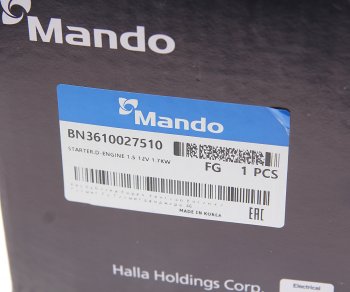 Mando
Mando
BN3610027510
STARTER,D-ENGINE 1.5 12V 1.7KW
FG 1 PCS
MADE IN KOREA
EAC
Halla Holdings Corp.
Electrical